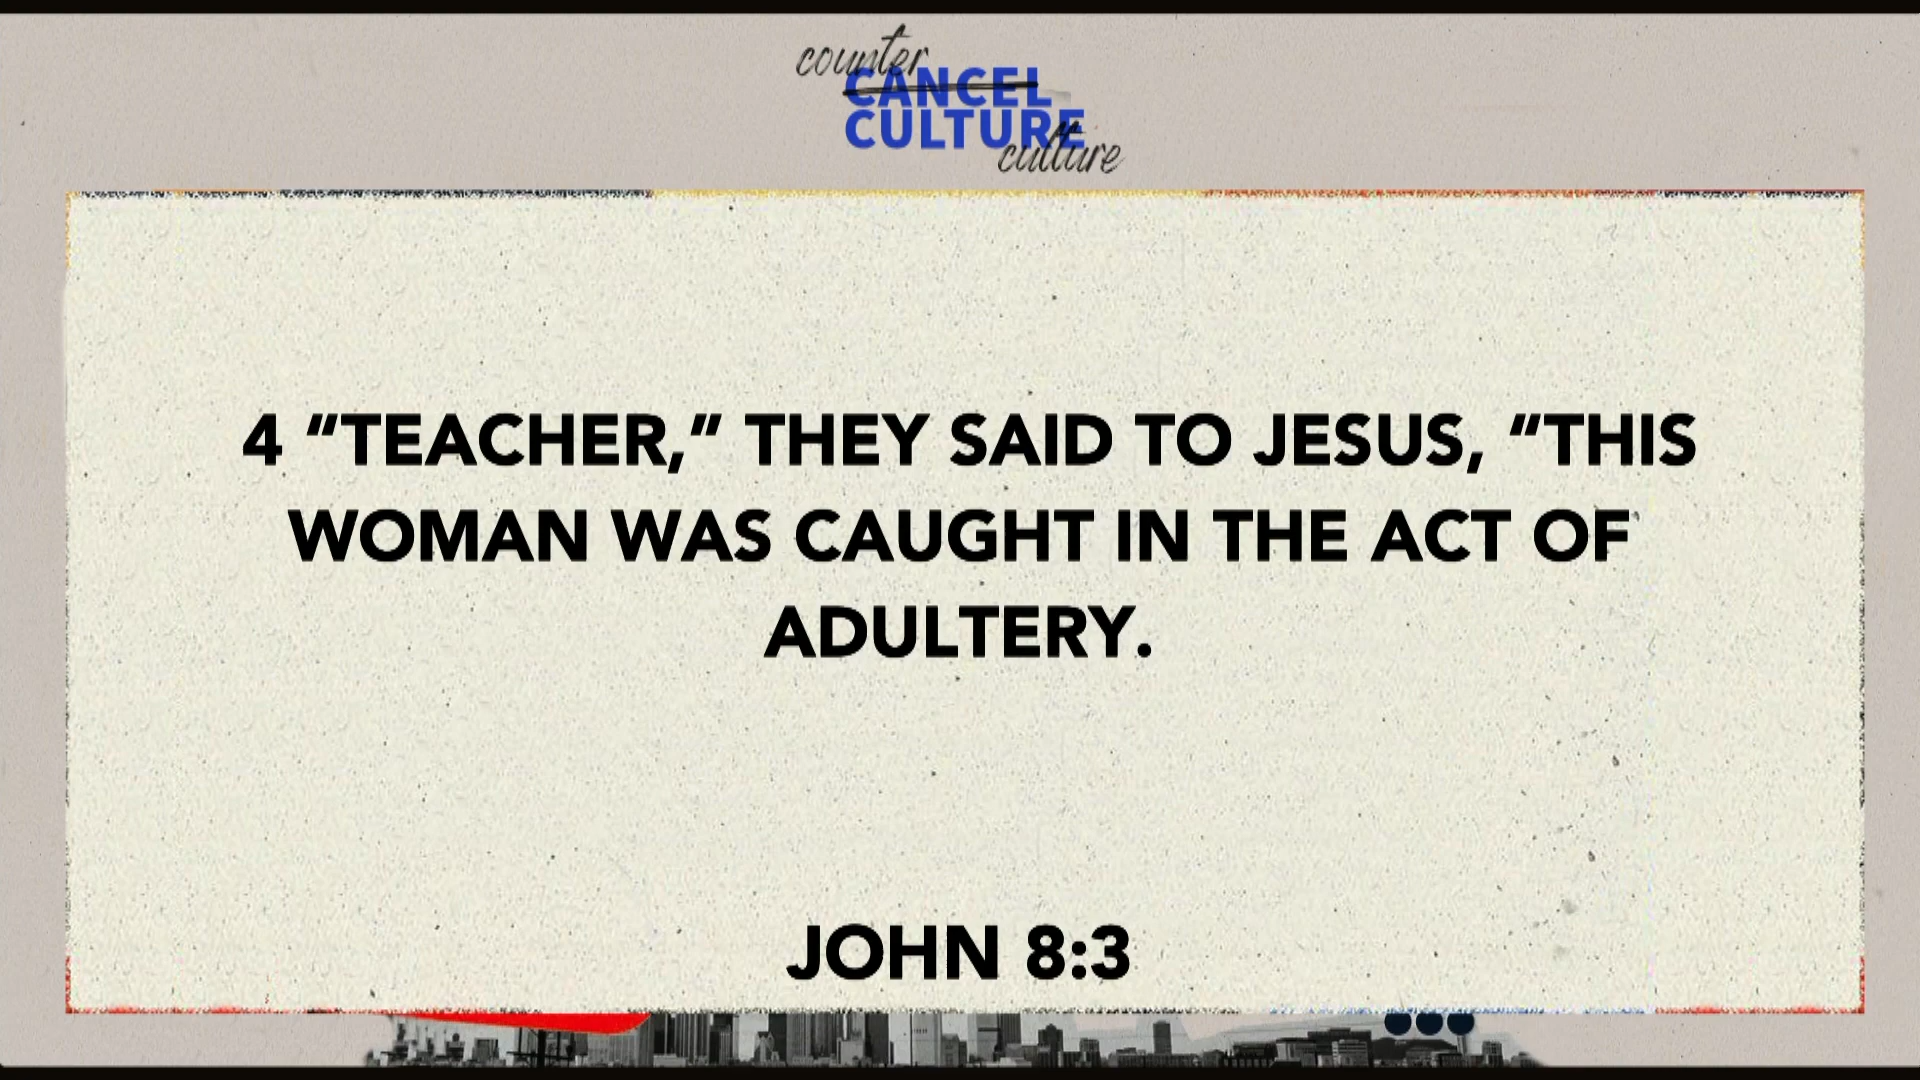 counter
CANCEL
CULTURE
culture
4 “TEACHER,” THEY SAID TO JESUS, “THIS
WOMAN WAS CAUGHT IN THE ACT OF
ADULTERY.
JOHN 8:3